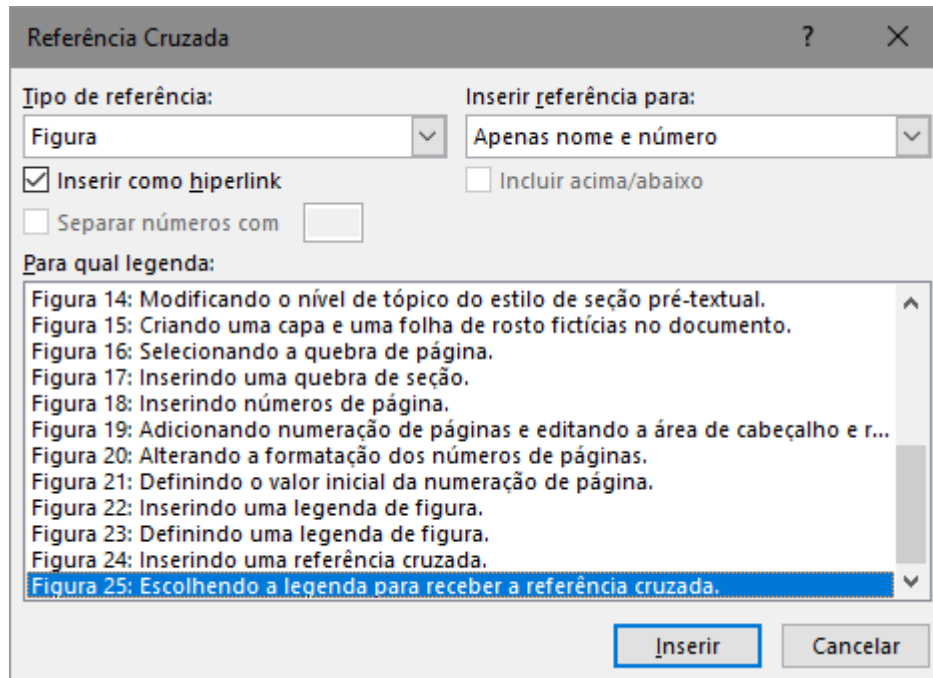 Referência Cruzada
Tipo de referência: Inserir referência para:
Figura Apenas nome e número
Inserir como hiperlink Incluir acima/abaixo
Separar números com
Para qual legenda:
Figura 14: Modificando o nível de tópico do estilo de seção pré-textual.
Figura 15: Criando uma capa e uma folha de rosto fictícias no documento.
Figura 16: Selecionando a quebra de página.
Figura 17: Inserindo uma quebra de seção.
Figura 18: Inserindo números de página.
Figura 19: Adicionando numeração de páginas e editando a área de cabeçalho e r...
Figura 20: Alterando a formatação dos números de páginas.
Figura 21: Definindo o valor inicial da numeração de página.
Figura 22: Inserindo uma legenda de figura.
Figura 23: Definindo uma legenda de figura.
Figura 24: Inserindo uma referência cruzada.
Figura 25: Escolhendo a legenda para receber a referência cruzada.
Inserir Cancelar